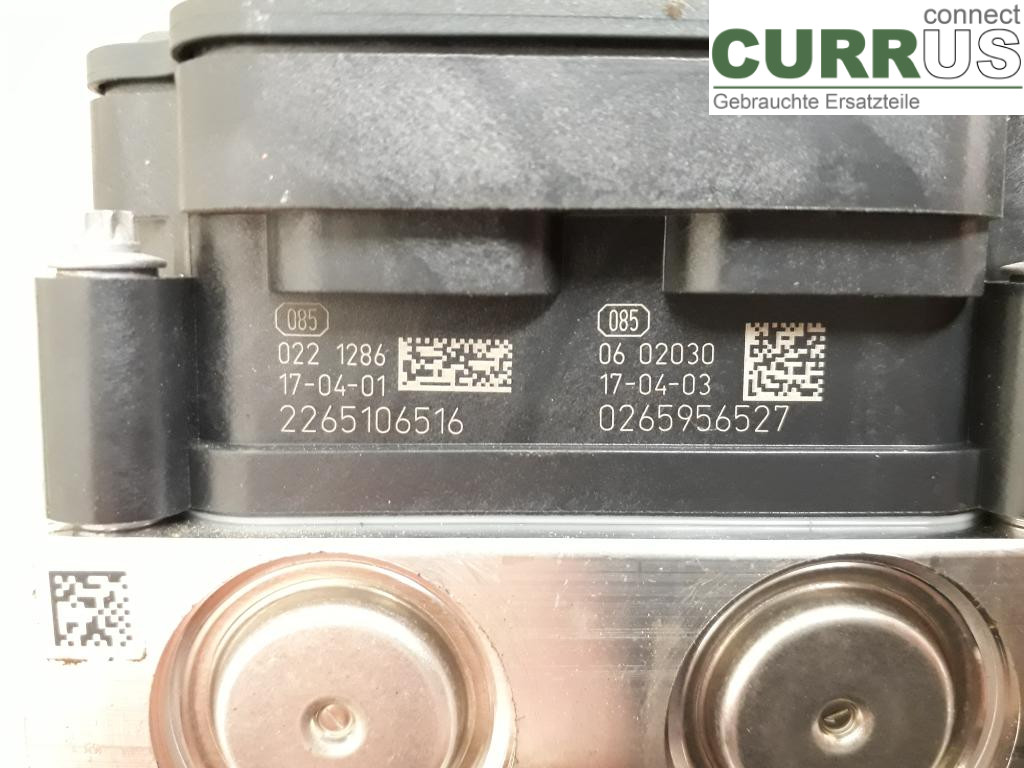 connect
CURRUS
Gebrauchte Ersatzteile
085
022 1286
17-04-01
2265106516
085
06 02030
17-04-03
0265956527